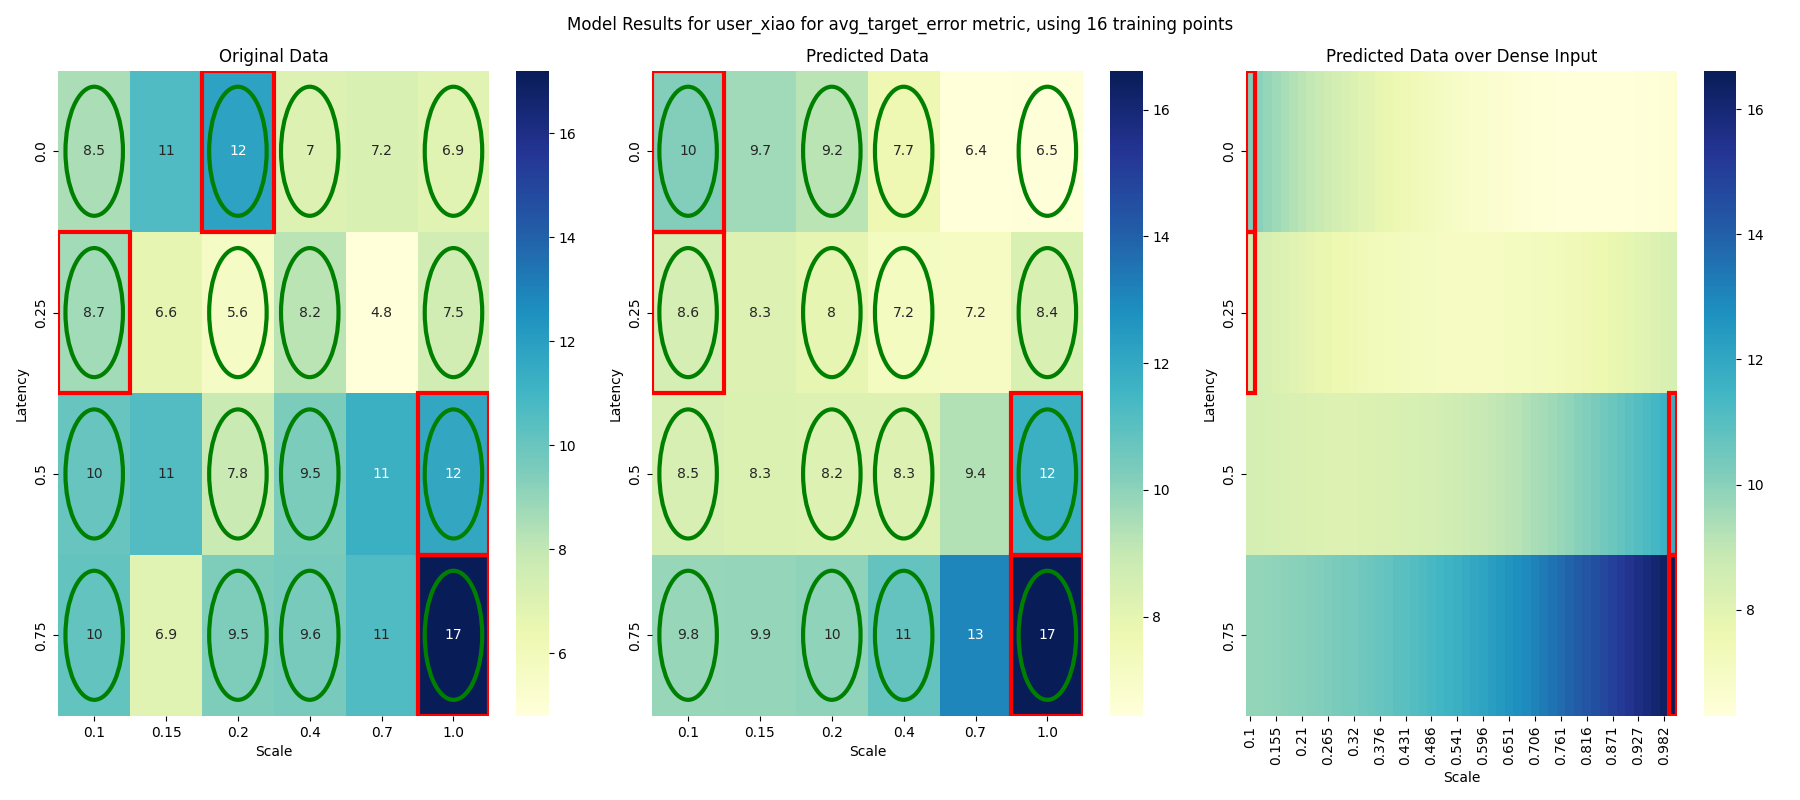 Model Results for user_xiao for avg_target_error metric, using 16 training points
Original Data
Latency
0.0 8.5 11 12 7 7.2 6.9
0.25 8.7 6.6 5.6 8.2 4.8 7.5
0.5 10 11 7.8 9.5 11 12
0.75 10 6.9 9.5 9.6 11 17
0.1 0.15 0.2 0.4 0.7 1.0
Scale
16
14
12
10
8
6
Predicted Data
Latency
0.0 10 9.7 9.2 7.7 6.4 6.5
0.25 8.6 8.3 8 7.2 7.2 8.4
0.5 8.5 8.3 8.2 8.3 9.4 12
0.75 9.8 9.9 10 11 13 17
0.1 0.15 0.2 0.4 0.7 1.0
Scale
16
14
12
10
8
Predicted Data over Dense Input
Latency
0.0
0.25
0.5
0.75
0.1 0.155 0.21 0.265 0.32 0.376 0.431 0.486 0.541 0.596 0.651 0.706 0.761 0.816 0.871 0.927 0.982
Scale
16
14
12
10
8